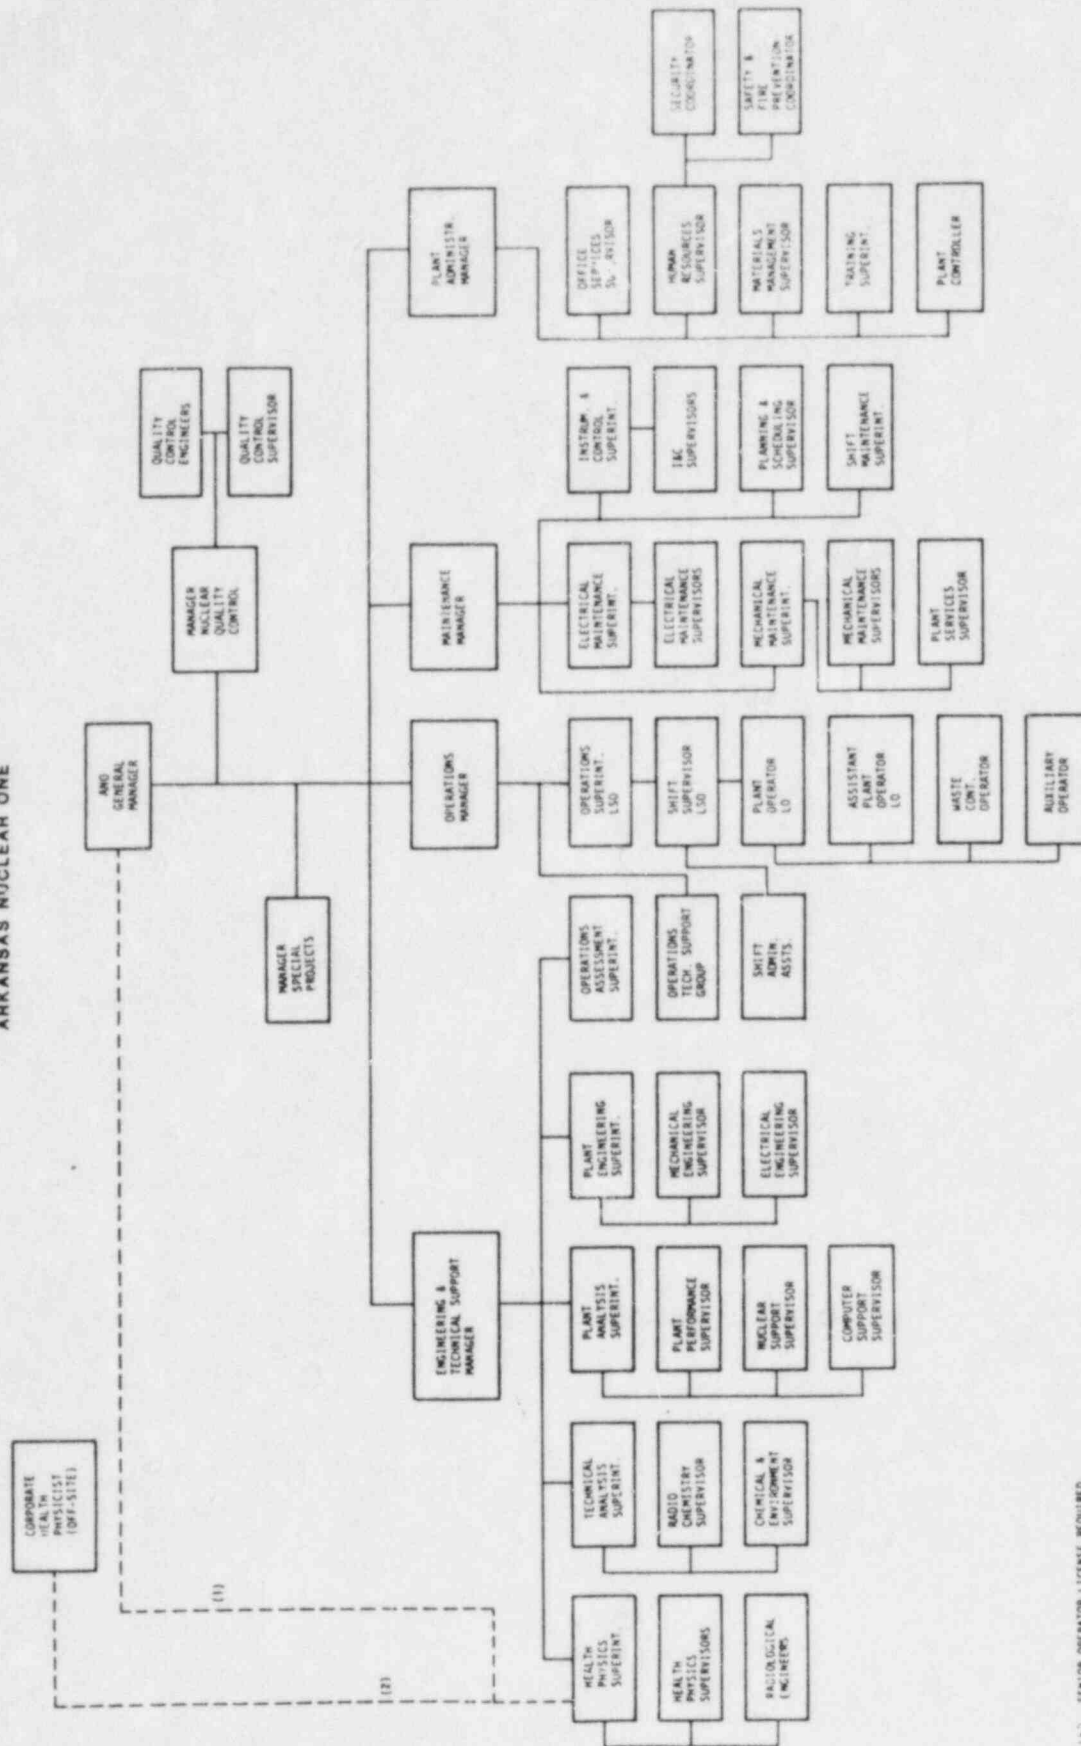 ARKANSAS NUCLEAR ONE
CORPORATE
HEALTH
PHYSICIST
(OFF-SITE)
ANO
GENERAL
MANAGER
QUALITY
CONTROL
ENGINEERS
QUALITY
CONTROL
SUPERVISOR
MANAGER
NUCLEAR
QUALITY
CONTROL
MANAGER
SPECIAL
PROJECTS
(1)
(2)
ENGINEERING &
TECHNICAL SUPPORT
MANAGER
OPERATIONS
MANAGER
MAINTENANCE
MANAGER
PLANT
ADMINISTR.
MANAGER
HEALTH
PHYSICS
SUPERINT.
HEALTH
PHYSICS
SUPERVISORS
RADIOLOGICAL
ENGINEERS
TECHNICAL
ANALYSIS
SUPERINT.
RADIO
CHEMISTRY
SUPERVISOR
CHEMICAL &
ENVIRONMENT
SUPERVISOR
PLANT
ANALYSIS
SUPERINT.
PLANT
PERFORMANCE
SUPERVISOR
NUCLEAR
SUPPORT
SUPERVISOR
COMPUTER
SUPPORT
SUPERVISOR
PLANT
ENGINEERING
SUPERINT.
MECHANICAL
ENGINEERING
SUPERVISOR
ELECTRICAL
ENGINEERING
SUPERVISOR
OPERATIONS
ASSESSMENT
SUPERINT.
OPERATIONS
TECH. SUPPORT
GROUP
SHIFT
ADMIN.
ASSTS.
OPERATIONS
SUPERINT.
LSO
SHIFT
SUPERVISOR
LSO
PLANT
OPERATOR
LO
ASSISTANT
PLANT
OPERATOR
LO
WASTE
CONT.
OPERATOR
AUXILIARY
OPERATOR
ELECTRICAL
MAINTENANCE
SUPERINT.
ELECTRICAL
MAINTENANCE
SUPERVISORS
MECHANICAL
MAINTENANCE
SUPERINT.
MECHANICAL
MAINTENANCE
SUPERVISORS
PLANT
SERVICES
SUPERVISOR
INSTRUM. &
CONTROL
SUPERINT.
I&C
SUPERVISORS
PLANNING &
SCHEDULING
SUPERVISOR
SHIFT
MAINTENANCE
SUPERINT.
OFFICE
SERVICES
HUMAN
RESOURCES
SUPERVISOR
MATERIALS
MANAGEMENT
SUPERVISOR
TRAINING
SUPERINT.
PLANT
CONTROLLER
SECURITY
COORDINATOR
SAFETY &
FIRE
PREVENTION
COORDINATOR
SENIOR OPERATOR LICENSE REQUIRED